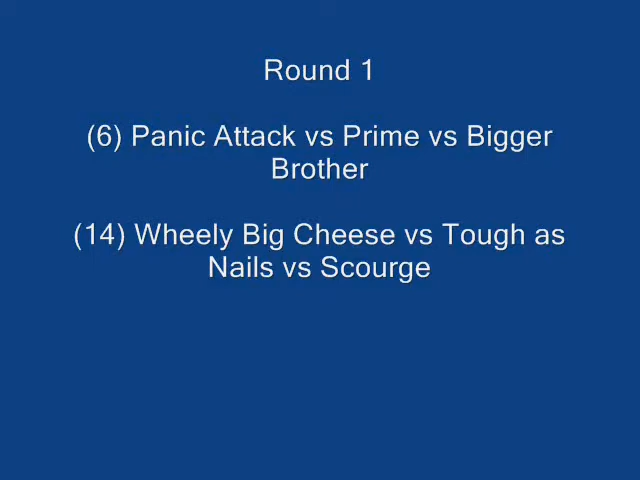 Round 1
(6) Panic Attack vs Prime vs Bigger
Brother
(14) Wheely Big Cheese vs Tough as
Nails vs Scourge